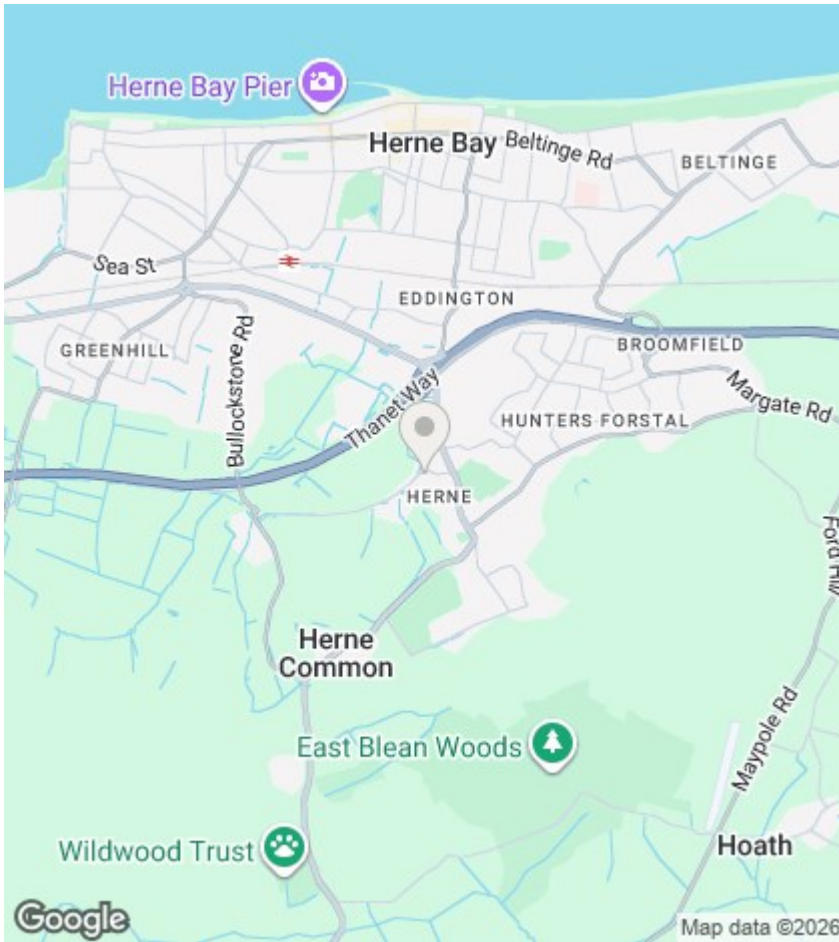 Herne Bay Pier
Herne Bay
Beltinge Rd
BELTINGE
Sea St
EDDINGTON
GREENHILL
Bullockstone Rd
Thanet Way
BROOMFIELD
Margate Rd
HUNTERS FORSTAL
HERNE
Ford Hill
Herne
Common
East Blean Woods
Maypole Rd
Wildwood Trust
Hoath
Google
Map data ©2026